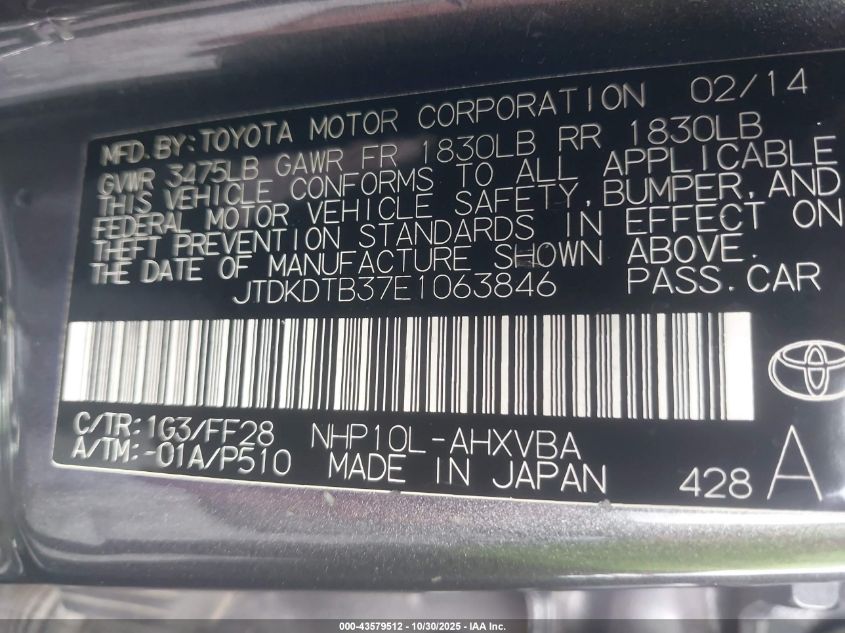 MFD.BY:TOYOTA MOTOR CORPORATION 02/14
GVWR 3475LB GAWR FR 1830LB RR 1830LB
THIS VEHICLE CONFORMS TO ALL APPLICABLE
FEDERAL MOTOR VEHICLE SAFETY,BUMPER,AND
THEFT PREVENTION STANDARDS IN EFFECT ON
THE DATE OF MANUFACTURE SHOWN ABOVE.
JTDKDTB37E1063846 PASS.CAR
C/TR:1G3/FF28 NHP10L-AHXVBA
A/TM:-01A/P510 MADE IN JAPAN 428 A
000-43579512 - 10/30/2025 - IAA Inc.